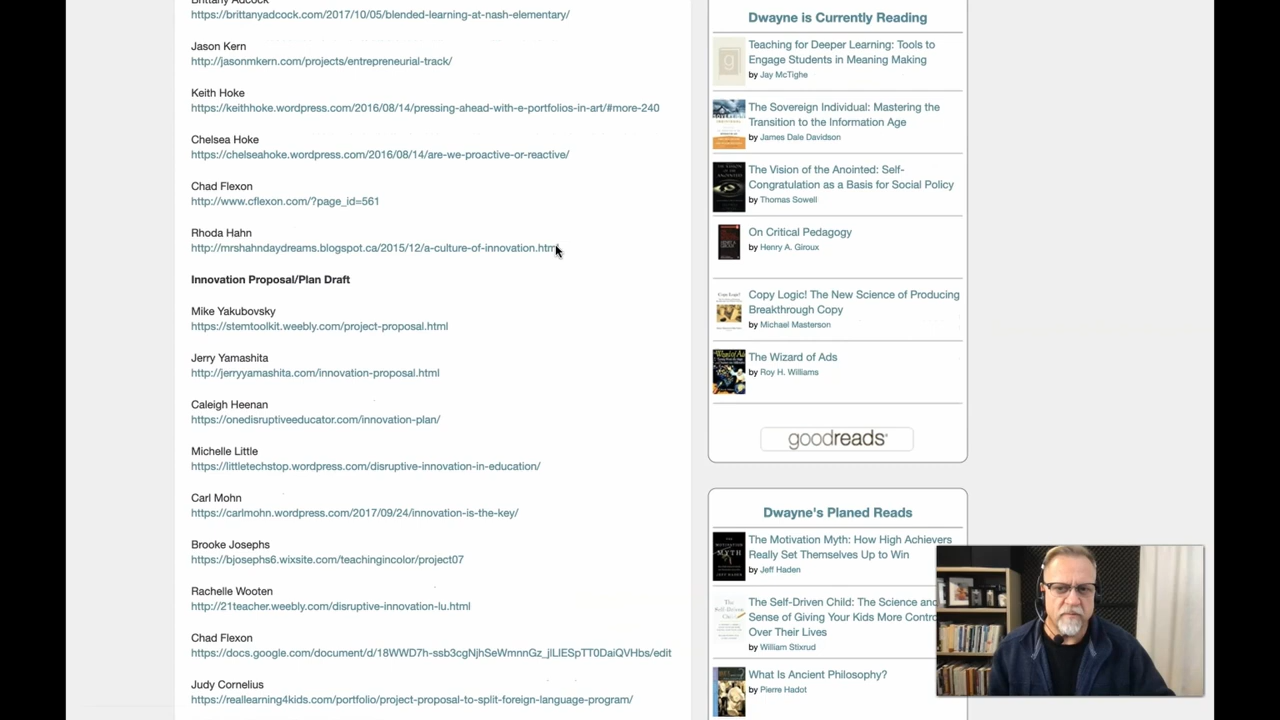 Brittany Adcock
https://brittanyadcock.com/2017/10/05/blended-learning-at-nash-elementary/
Jason Kern
http://jasonmkern.com/projects/entrepreneurial-track/
Keith Hoke
https://keithhoke.wordpress.com/2016/08/14/pressing-ahead-with-e-portfolios-in-art/#more-240
Chelsea Hoke
https://chelseahoke.wordpress.com/2016/08/14/are-we-proactive-or-reactive/
Chad Flexon
http://www.cflexon.com/?page_id=561
Rhoda Hahn
http://mrshahndaydreams.blogspot.ca/2015/12/a-culture-of-innovation.html
Innovation Proposal/Plan Draft
Mike Yakubovsky
https://stemtoolkit.weebly.com/project-proposal.html
Jerry Yamashita
http://jerryyamashita.com/innovation-proposal.html
Caleigh Heenan
https://onedisruptiveeducator.com/innovation-plan/
Michelle Little
https://littletechstop.wordpress.com/disruptive-innovation-in-education/
Carl Mohn
https://carlmohn.wordpress.com/2017/09/24/innovation-is-the-key/
Brooke Josephs
https://bjosephs6.wixsite.com/teachingincolor/project07
Rachelle Wooten
http://21teacher.weebly.com/disruptive-innovation-lu.html
Chad Flexon
https://docs.google.com/document/d/18WWD7h-ssb3cgNjhSeWmnnGz_jlLIESpTT0DaiQVHbs/edit
Judy Cornelius
https://reallearning4kids.com/portfolio/project-proposal-to-split-foreign-language-program/
Dwayne is Currently Reading
Teaching for Deeper Learning: Tools to
Engage Students in Meaning Making
by Jay McTighe
The Sovereign Individual: Mastering the
Transition to the Information Age
by James Dale Davidson
The Vision of the Anointed: Self-
Congratulation as a Basis for Social Policy
by Thomas Sowell
On Critical Pedagogy
by Henry A. Giroux
Copy Logic! The New Science of Producing
Breakthrough Copy
by Michael Masterson
The Wizard of Ads
by Roy H. Williams
goodreads
Dwayne's Planed Reads
The Motivation Myth: How High Achievers
Really Set Themselves Up to Win
by Jeff Haden
The Self-Driven Child: The Science and
Sense of Giving Your Kids More Contro
Over Their Lives
by William Stixrud
What Is Ancient Philosophy?
by Pierre Hadot